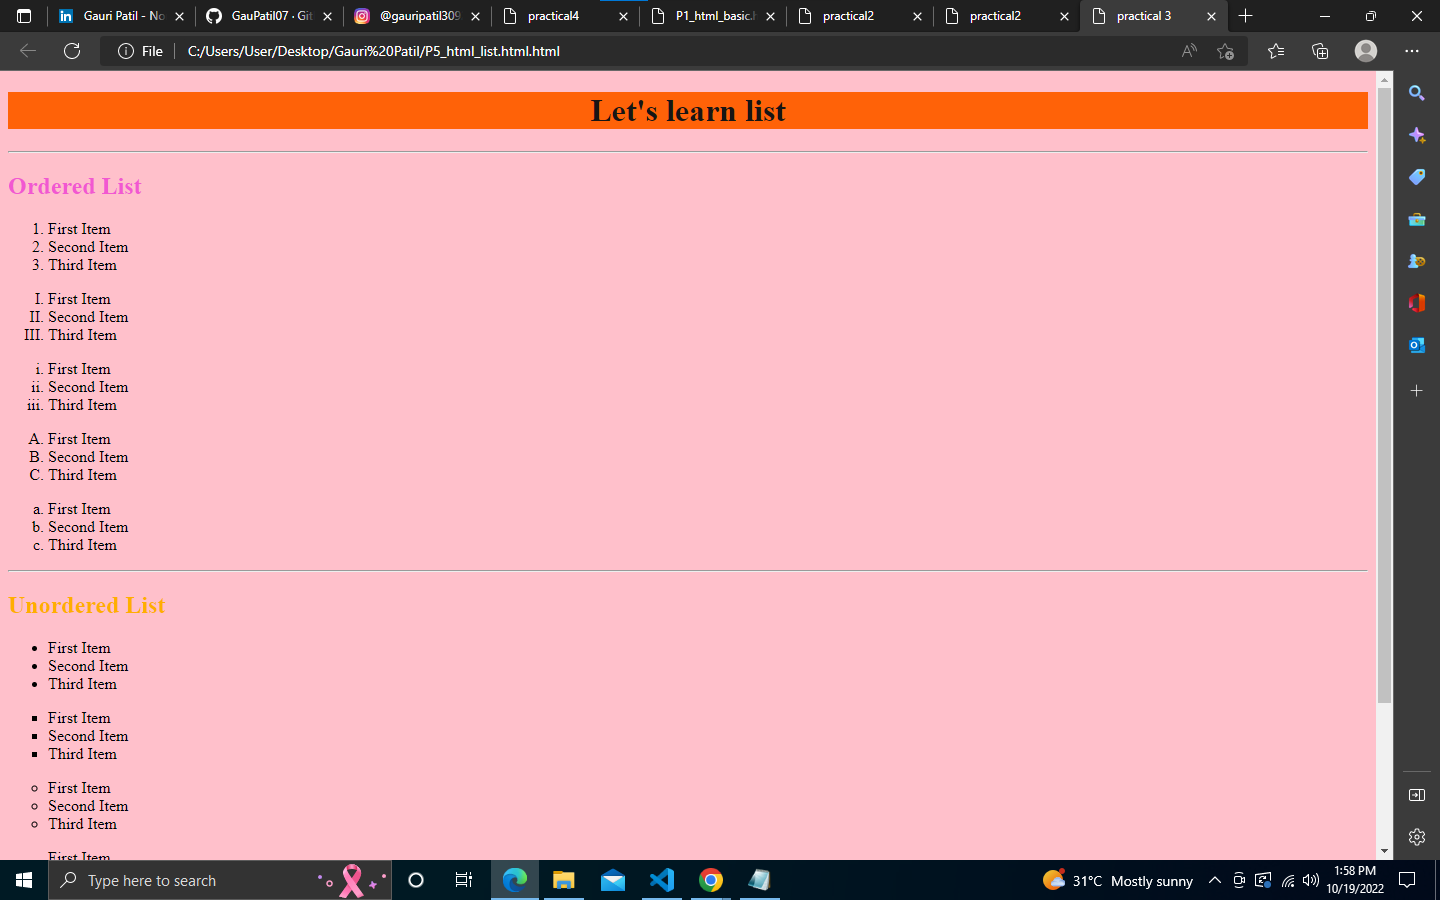 Gauri Patil - No
GauPatil07 · Git
@gauripatil309
practical4
P1_html_basic.h
practical2
practical2
practical 3
File
C:/Users/User/Desktop/Gauri%20Patil/P5_html_list.html.html
Let's learn list
Ordered List
1. First Item
2. Second Item
3. Third Item
I. First Item
II. Second Item
III. Third Item
i. First Item
ii. Second Item
iii. Third Item
A. First Item
B. Second Item
C. Third Item
a. First Item
b. Second Item
c. Third Item
Unordered List
First Item
Second Item
Third Item
First Item
Second Item
Third Item
First Item
Second Item
Third Item
First Item
Type here to search
31°C Mostly sunny
1:58 PM
10/19/2022